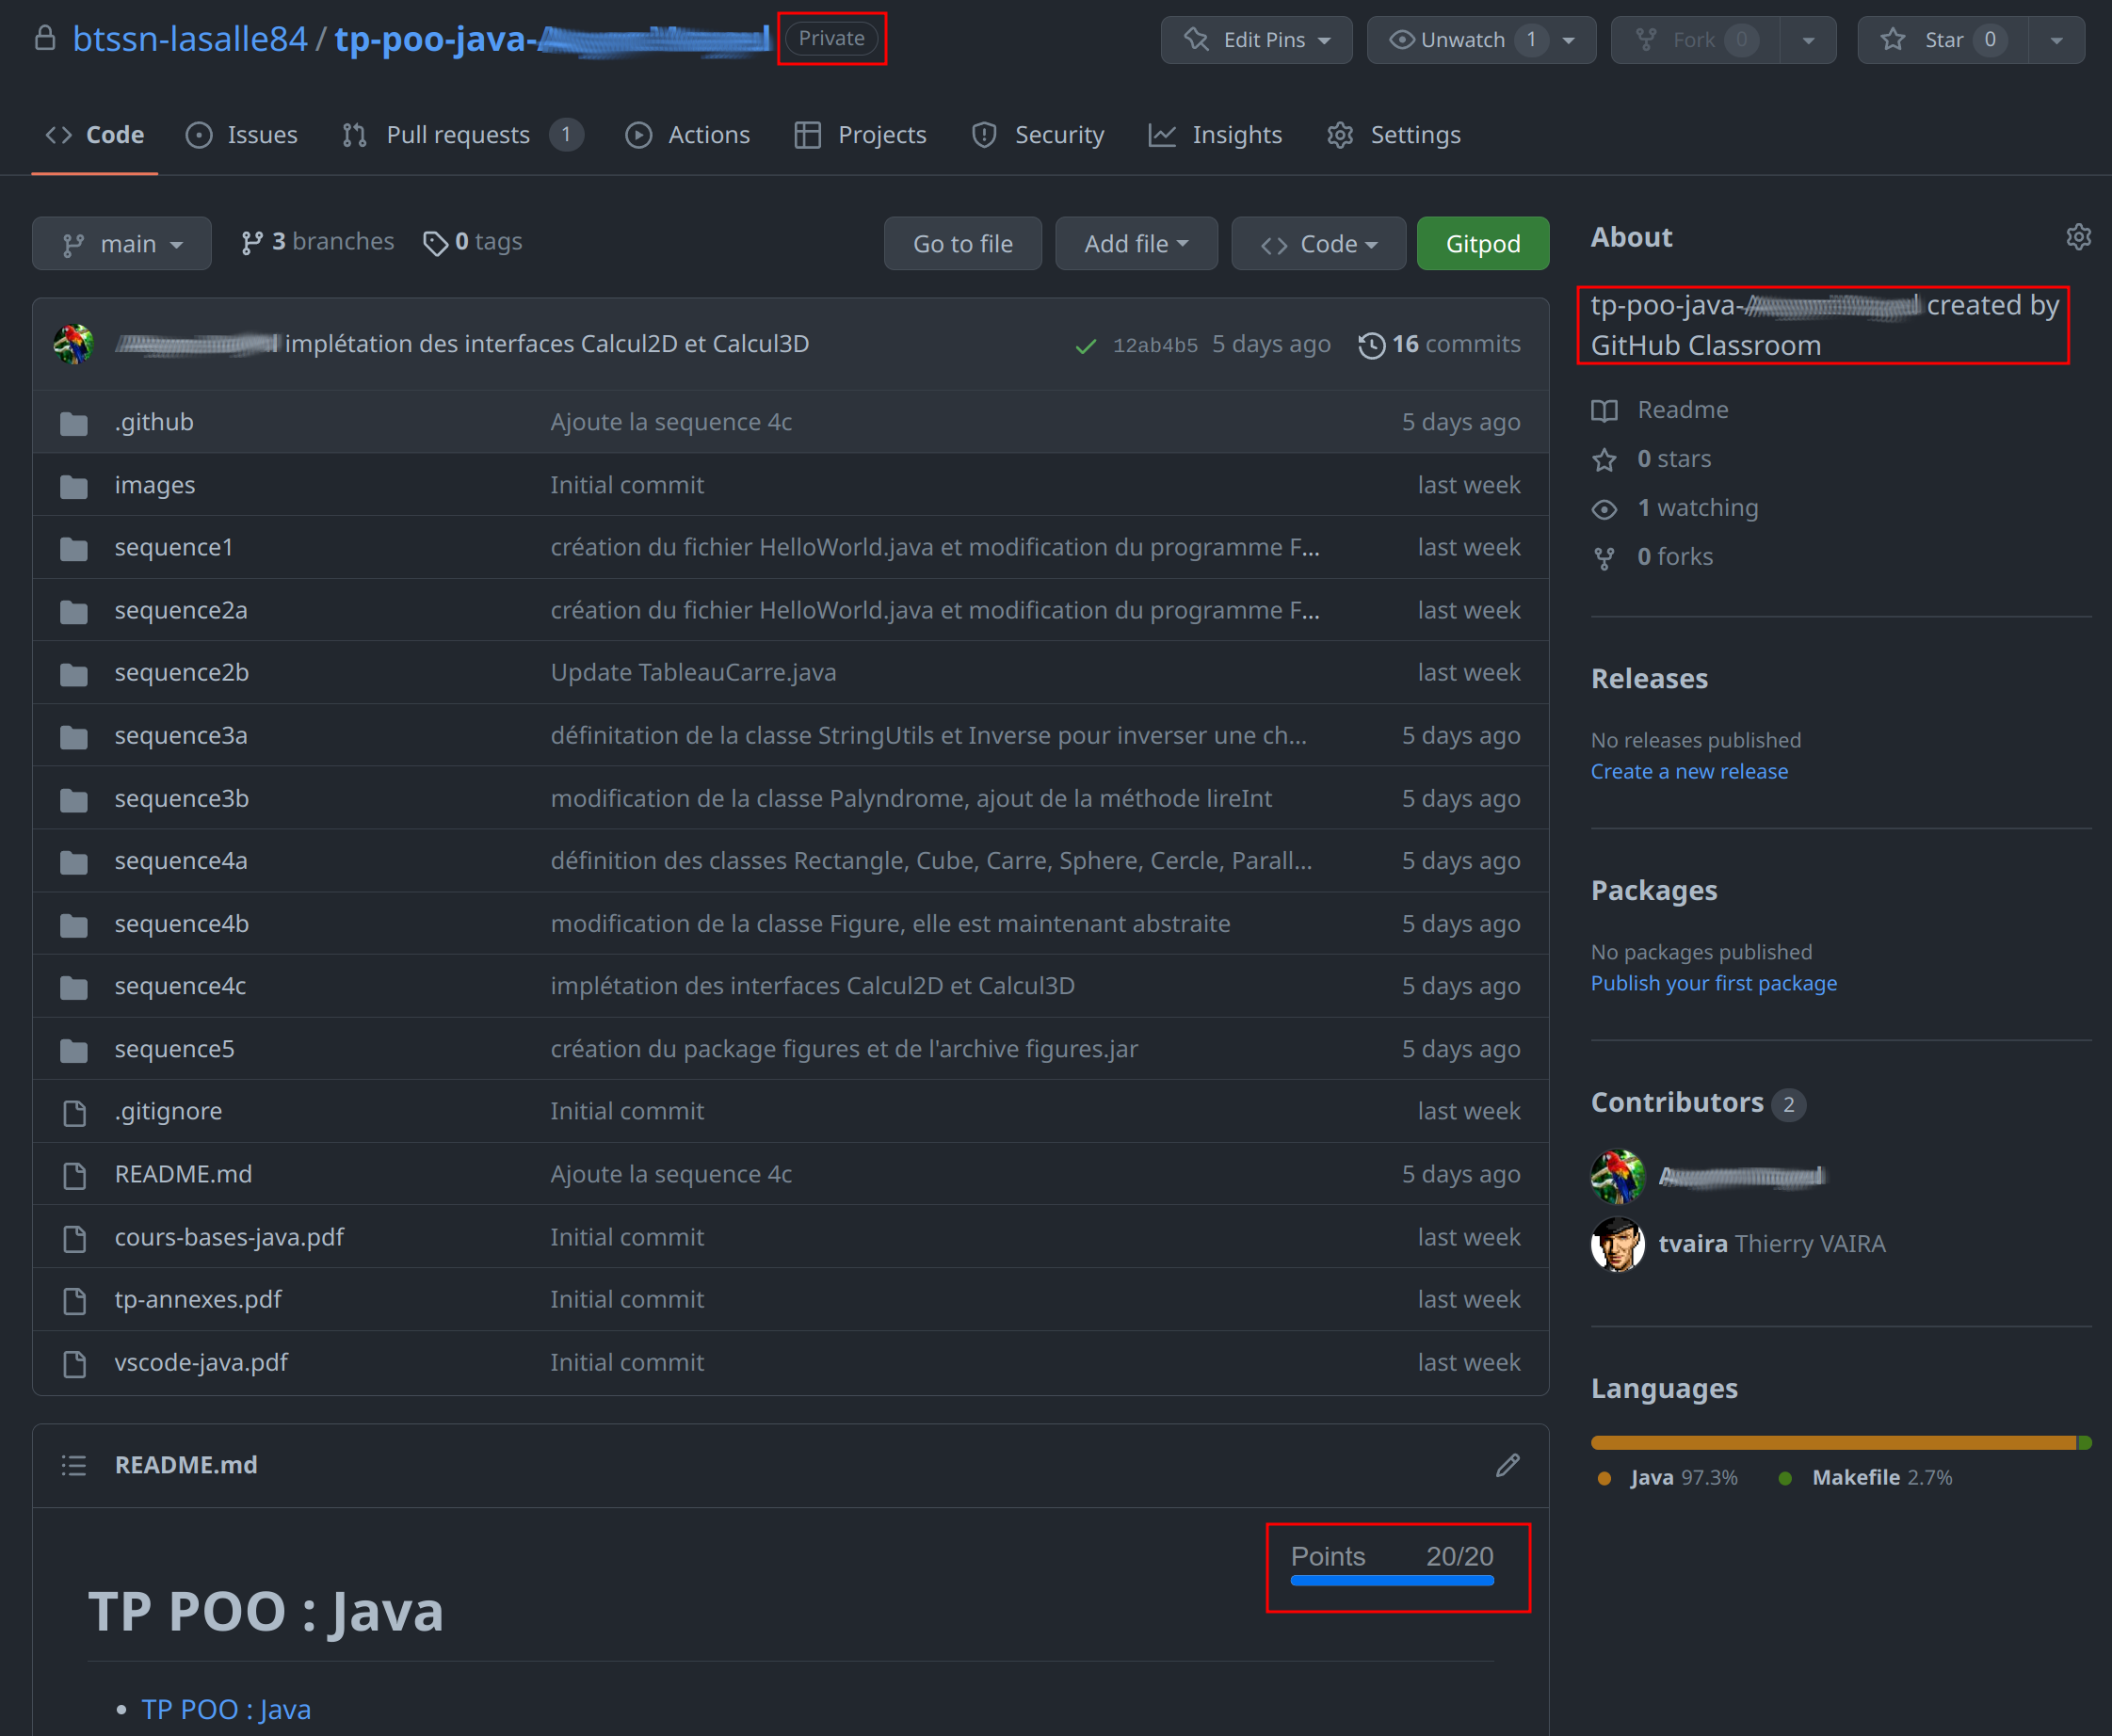 btssn-lasalle84 / tp-poo-java- Private
Edit Pins Unwatch 1 Fork 0 Star 0
Code Issues Pull requests 1 Actions Projects Security Insights Settings
main 3 branches 0 tags Go to file Add file Code Gitpod
implétation des interfaces Calcul2D et Calcul3D 12ab4b5 5 days ago 16 commits
.github Ajoute la sequence 4c 5 days ago
images Initial commit last week
sequence1 création du fichier HelloWorld.java et modification du programme F... last week
sequence2a création du fichier HelloWorld.java et modification du programme F... last week
sequence2b Update TableauCarre.java last week
sequence3a définitation de la classe StringUtils et Inverse pour inverser une ch... 5 days ago
sequence3b modification de la classe Palyndrome, ajout de la méthode lireInt 5 days ago
sequence4a définition des classes Rectangle, Cube, Carre, Sphere, Cercle, Parall... 5 days ago
sequence4b modification de la classe Figure, elle est maintenant abstraite 5 days ago
sequence4c implétation des interfaces Calcul2D et Calcul3D 5 days ago
sequence5 création du package figures et de l'archive figures.jar 5 days ago
.gitignore Initial commit last week
README.md Ajoute la sequence 4c 5 days ago
cours-bases-java.pdf Initial commit last week
tp-annexes.pdf Initial commit last week
vscode-java.pdf Initial commit last week
README.md
Points 20/20
TP POO : Java
• TP POO : Java
About
tp-poo-java- created by
GitHub Classroom
Readme
0 stars
1 watching
0 forks
Releases
No releases published
Create a new release
Packages
No packages published
Publish your first package
Contributors 2
tvaira Thierry VAIRA
Languages
Java 97.3% Makefile 2.7%